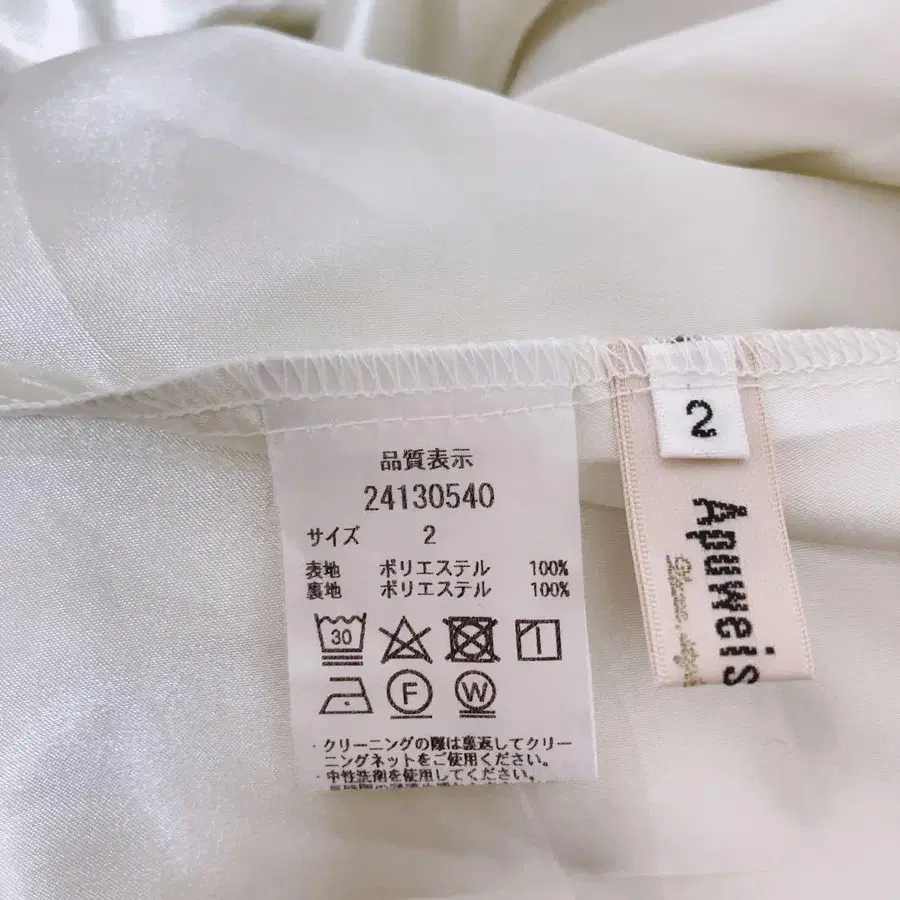 品質表示
24130540
サイズ 2
表地 ポリエステル 100%
裏地 ポリエステル 100%
30
F
W
・クリーニングの際は裏返してクリー
ニングネットをご使用ください。
・中性洗剤を使用してください。
2
Apuweis